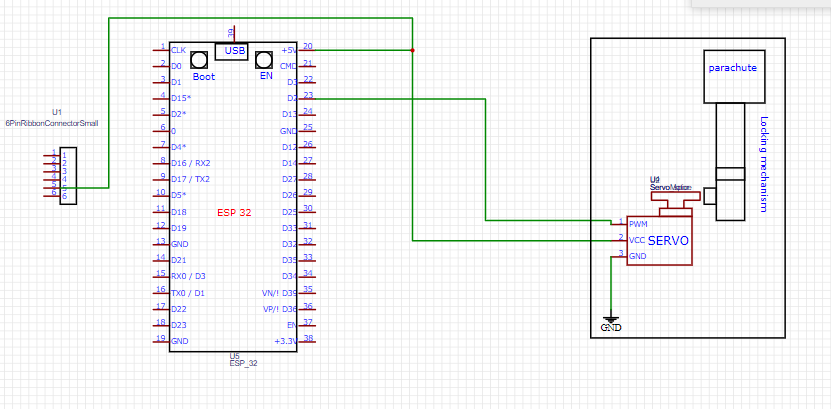 U1
6PinRibbonConnectorSmall
1 1
2 2
3 3
4 4
5 5
6 6
39
USB
Boot
EN
1 CLK
2 D0
3 D1
4 D15*
5 D2*
6 0
7 D4*
8 D16 / RX2
9 D17 / TX2
10 D5*
11 D18
12 D19
13 GND
14 D21
15 RX0 / D3
16 TX0 / D1
17 D22
18 D23
19 GND
ESP 32
+5V 20
CMD 21
D3 22
D2 23
D13 24
GND 25
D12 26
D14 27
D27 28
D26 29
D25 30
D33 31
D32 32
D35 33
D34 34
VN/! D39 35
VP/! D36 36
EN 37
+3.3V 38
U5
ESP_32
parachute
Locking mechanism
1 PWM
2 VCC
3 GND
SERVO
GND